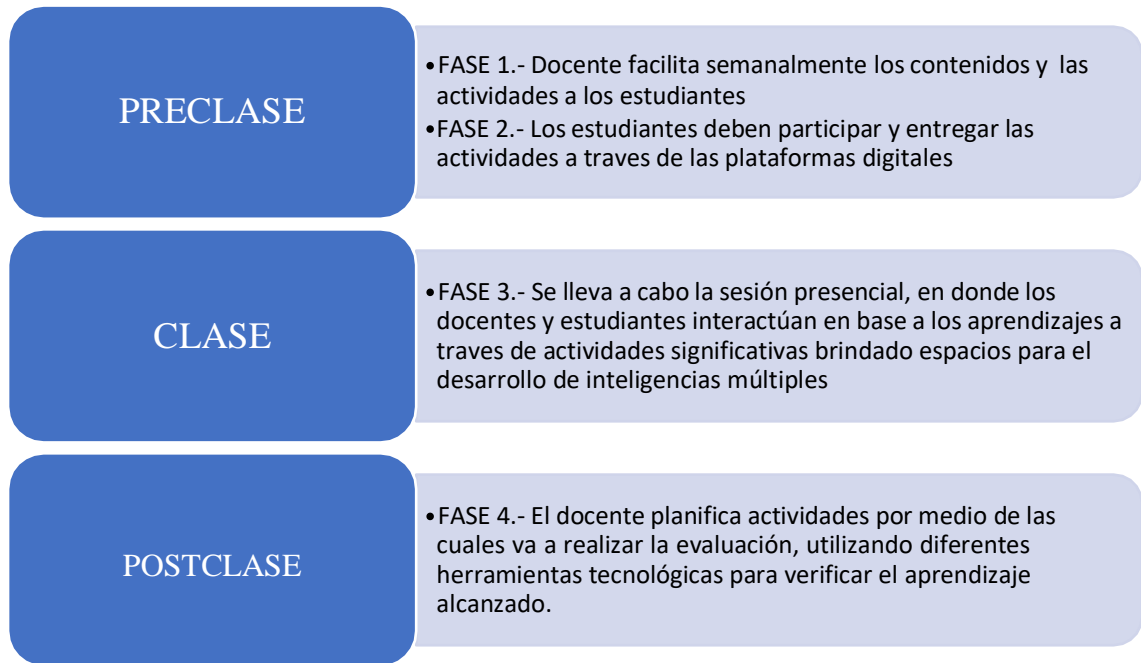 PRECLASE
•FASE 1.- Docente facilita semanalmente los contenidos y las
actividades a los estudiantes
•FASE 2.- Los estudiantes deben participar y entregar las
actividades a traves de las plataformas digitales
CLASE
•FASE 3.- Se lleva a cabo la sesión presencial, en donde los
docentes y estudiantes interactúan en base a los aprendizajes a
traves de actividades significativas brindado espacios para el
desarrollo de inteligencias múltiples
POSTCLASE
•FASE 4.- El docente planifica actividades por medio de las
cuales va a realizar la evaluación, utilizando diferentes
herramientas tecnológicas para verificar el aprendizaje
alcanzado.